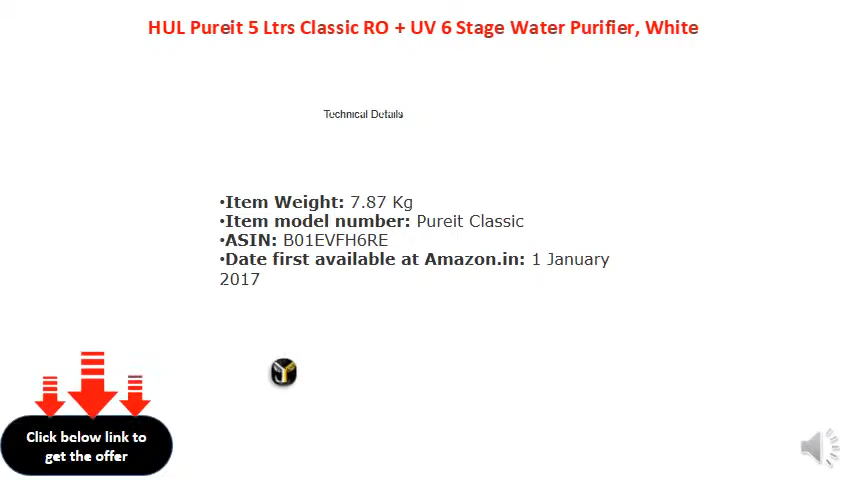 HUL Pureit 5 Ltrs Classic RO + UV 6 Stage Water Purifier, White
Technical Details
•Item Weight: 7.87 Kg
•Item model number: Pureit Classic
•ASIN: B01EVFH6RE
•Date first available at Amazon.in: 1 January
2017
Click below link to
get the offer